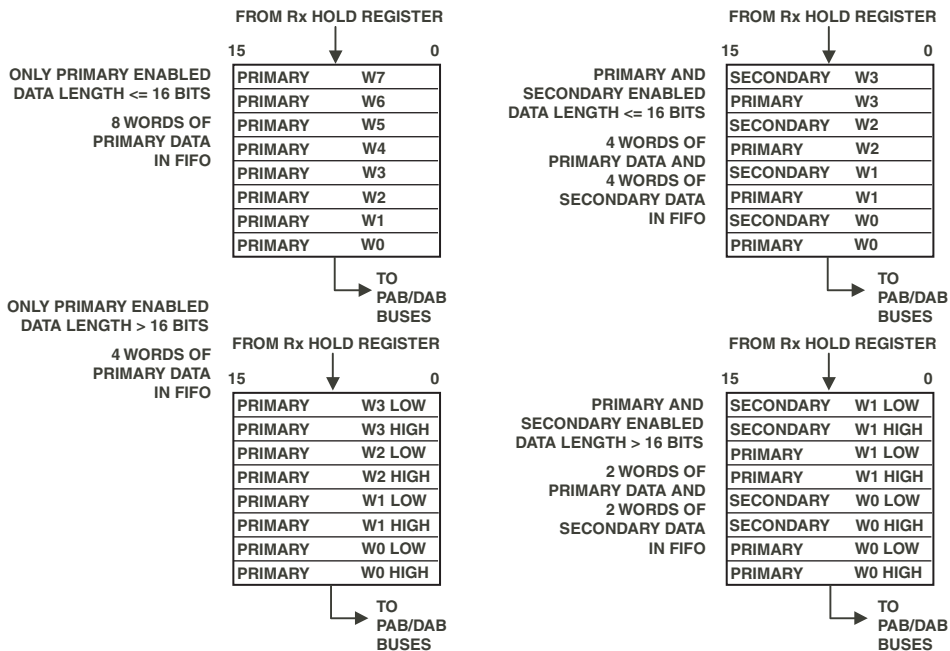 FROM Rx HOLD REGISTER
15 0
ONLY PRIMARY ENABLED
DATA LENGTH <= 16 BITS
8 WORDS OF
PRIMARY DATA
IN FIFO
PRIMARY W7
PRIMARY W6
PRIMARY W5
PRIMARY W4
PRIMARY W3
PRIMARY W2
PRIMARY W1
PRIMARY W0
TO
PAB/DAB
BUSES
FROM Rx HOLD REGISTER
15 0
PRIMARY AND
SECONDARY ENABLED
DATA LENGTH <= 16 BITS
4 WORDS OF
PRIMARY DATA AND
4 WORDS OF
SECONDARY DATA
IN FIFO
SECONDARY W3
PRIMARY W3
SECONDARY W2
PRIMARY W2
SECONDARY W1
PRIMARY W1
SECONDARY W0
PRIMARY W0
TO
PAB/DAB
BUSES
ONLY PRIMARY ENABLED
DATA LENGTH > 16 BITS
4 WORDS OF
PRIMARY DATA
IN FIFO
FROM Rx HOLD REGISTER
15 0
PRIMARY W3 LOW
PRIMARY W3 HIGH
PRIMARY W2 LOW
PRIMARY W2 HIGH
PRIMARY W1 LOW
PRIMARY W1 HIGH
PRIMARY W0 LOW
PRIMARY W0 HIGH
TO
PAB/DAB
BUSES
FROM Rx HOLD REGISTER
15 0
PRIMARY AND
SECONDARY ENABLED
DATA LENGTH > 16 BITS
2 WORDS OF
PRIMARY DATA AND
2 WORDS OF
SECONDARY DATA
IN FIFO
SECONDARY W1 LOW
SECONDARY W1 HIGH
PRIMARY W1 LOW
PRIMARY W1 HIGH
SECONDARY W0 LOW
SECONDARY W0 HIGH
PRIMARY W0 LOW
PRIMARY W0 HIGH
TO
PAB/DAB
BUSES